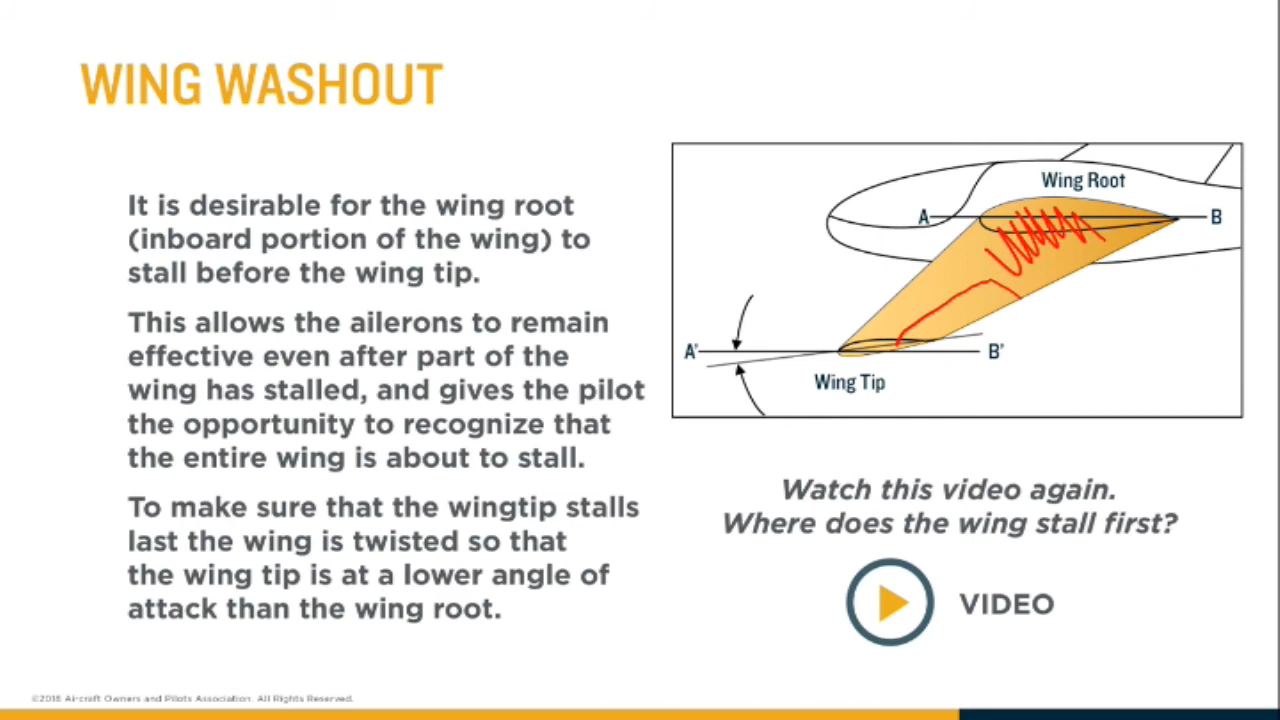 WING WASHOUT
It is desirable for the wing root
(inboard portion of the wing) to
stall before the wing tip.
This allows the ailerons to remain
effective even after part of the
wing has stalled, and gives the pilot
the opportunity to recognize that
the entire wing is about to stall.
To make sure that the wingtip stalls
last the wing is twisted so that
the wing tip is at a lower angle of
attack than the wing root.
Wing Root
A
B
A'
B'
Wing Tip
Watch this video again.
Where does the wing stall first?
VIDEO
©2018 Aircraft Owners and Pilots Association. All Rights Reserved.